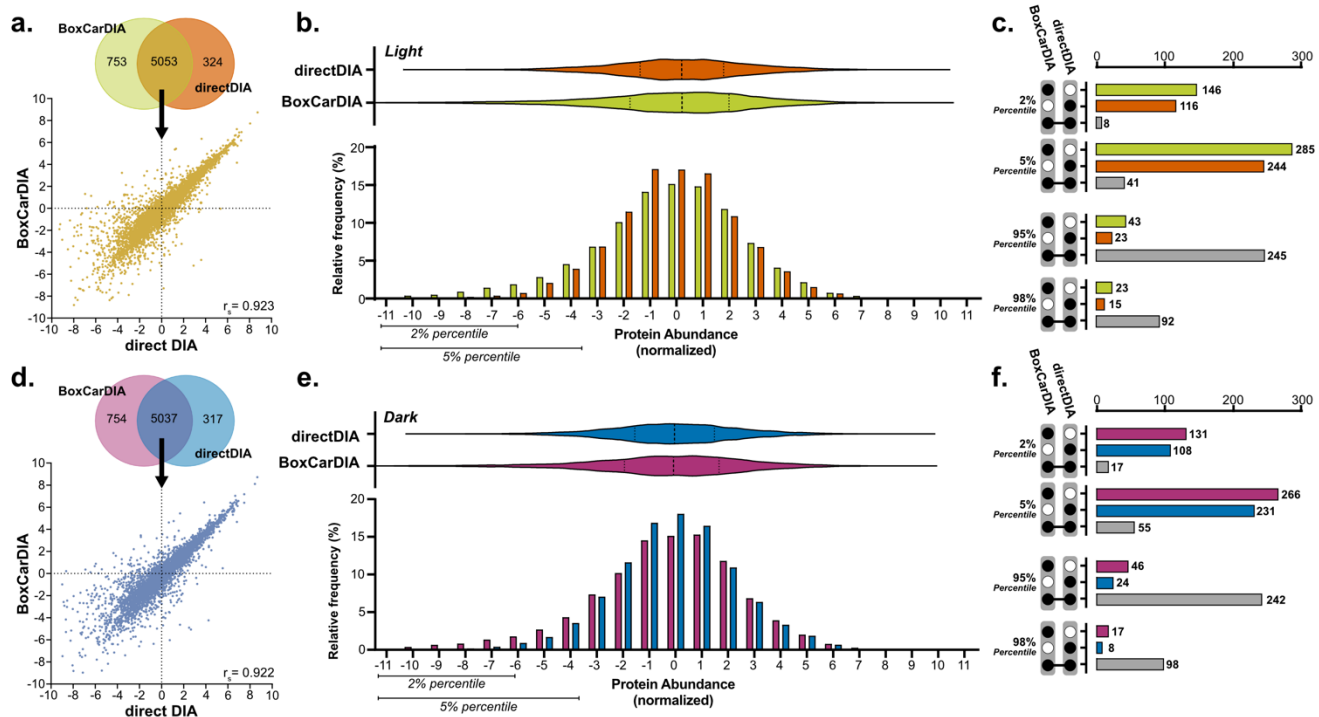 a.
BoxCarDIA
753
5053
324
directDIA
BoxCarDIA
10
8
6
4
2
0
-2
-4
-6
-8
-10
-10 -8 -6 -4 -2 0 2 4 6 8 10
direct DIA
rs= 0.923
b.
Light
directDIA
BoxCarDIA
Relative frequency (%)
20
15
10
5
0
-11 -10 -9 -8 -7 -6 -5 -4 -3 -2 -1 0 1 2 3 4 5 6 7 8 9 10 11
2% percentile
5% percentile
Protein Abundance
(normalized)
c.
BoxCarDIA
directDIA
0 100 200 300
2%
Percentile
146
116
8
5%
Percentile
285
244
41
95%
Percentile
43
23
245
98%
Percentile
23
15
92
d.
BoxCarDIA
754
5037
317
directDIA
BoxCarDIA
10
8
6
4
2
0
-2
-4
-6
-8
-10
-10 -8 -6 -4 -2 0 2 4 6 8 10
direct DIA
rs= 0.922
e.
Dark
directDIA
BoxCarDIA
Relative frequency (%)
20
15
10
5
0
-11 -10 -9 -8 -7 -6 -5 -4 -3 -2 -1 0 1 2 3 4 5 6 7 8 9 10 11
2% percentile
5% percentile
Protein Abundance
(normalized)
f.
BoxCarDIA
directDIA
0 100 200 300
2%
Percentile
131
108
17
5%
Percentile
266
231
55
95%
Percentile
46
24
242
98%
Percentile
17
8
98